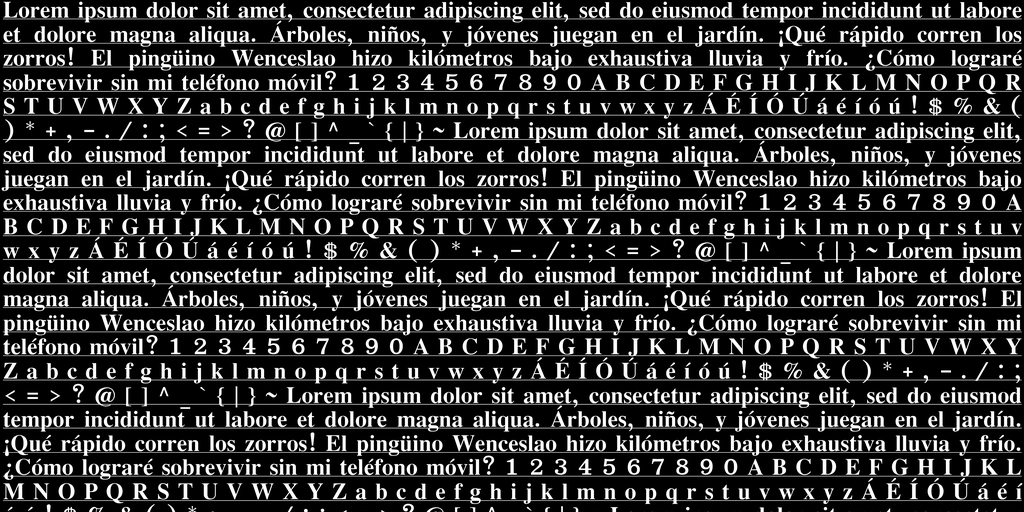 Lorem ipsum dolor sit amet, consectetur adipiscing elit, sed do eiusmod tempor incididunt ut labore
et dolore magna aliqua. Árboles, niños, y jóvenes juegan en el jardín. ¡Qué rápido corren los
zorros! El pingüino Wenceslao hizo kilómetros bajo exhaustiva lluvia y frío. ¿Cómo lograré
sobrevivir sin mi teléfono móvil? 1 2 3 4 5 6 7 8 9 0 A B C D E F G H I J K L M N O P Q R
S T U V W X Y Z a b c d e f g h i j k l m n o p q r s t u v w x y z Á É Í Ó Ú á é í ó ú ! $ % & (
) * + , - . / : ; < = > ? @ [ ] ^ _ ` { | } ~ Lorem ipsum dolor sit amet, consectetur adipiscing elit,
sed do eiusmod tempor incididunt ut labore et dolore magna aliqua. Árboles, niños, y jóvenes
juegan en el jardín. ¡Qué rápido corren los zorros! El pingüino Wenceslao hizo kilómetros bajo
exhaustiva lluvia y frío. ¿Cómo lograré sobrevivir sin mi teléfono móvil? 1 2 3 4 5 6 7 8 9 0 A
B C D E F G H I J K L M N O P Q R S T U V W X Y Z a b c d e f g h i j k l m n o p q r s t u v
w x y z Á É Í Ó Ú á é í ó ú ! $ % & ( ) * + , - . / : ; < = > ? @ [ ] ^ _ ` { | } ~ Lorem ipsum
dolor sit amet, consectetur adipiscing elit, sed do eiusmod tempor incididunt ut labore et dolore
magna aliqua. Árboles, niños, y jóvenes juegan en el jardín. ¡Qué rápido corren los zorros! El
pingüino Wenceslao hizo kilómetros bajo exhaustiva lluvia y frío. ¿Cómo lograré sobrevivir sin mi
teléfono móvil? 1 2 3 4 5 6 7 8 9 0 A B C D E F G H I J K L M N O P Q R S T U V W X Y
Z a b c d e f g h i j k l m n o p q r s t u v w x y z Á É Í Ó Ú á é í ó ú ! $ % & ( ) * + , - . / : ;
< = > ? @ [ ] ^ _ ` { | } ~ Lorem ipsum dolor sit amet, consectetur adipiscing elit, sed do eiusmod
tempor incididunt ut labore et dolore magna aliqua. Árboles, niños, y jóvenes juegan en el jardín.
¡Qué rápido corren los zorros! El pingüino Wenceslao hizo kilómetros bajo exhaustiva lluvia y frío.
¿Cómo lograré sobrevivir sin mi teléfono móvil? 1 2 3 4 5 6 7 8 9 0 A B C D E F G H I J K L
M N O P Q R S T U V W X Y Z a b c d e f g h i j k l m n o p q r s t u v w x y z Á É Í Ó Ú á é í